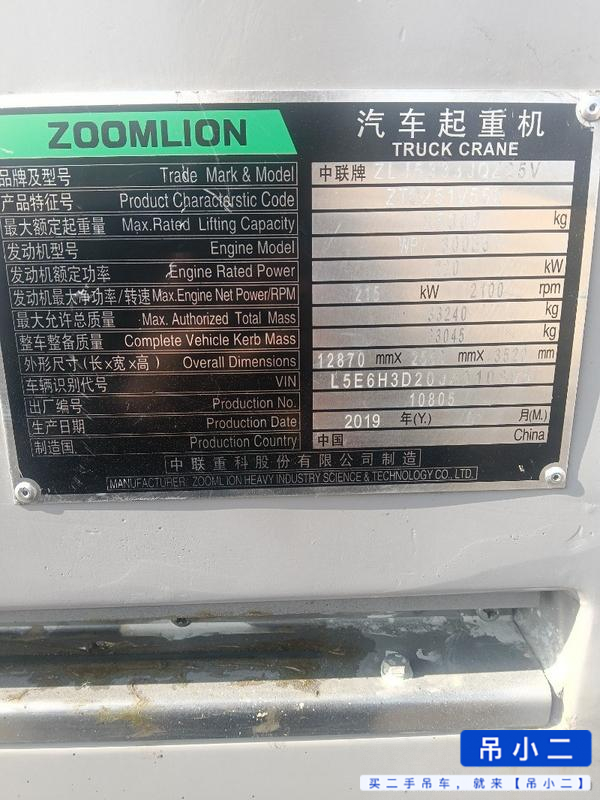 ZOOMLION
汽车起重机
TRUCK CRANE
品牌及型号 Trade Mark & Model 中联牌
产品特征号 Product Characterstic Code
最大额定起重量 Max.Rated Lifting Capacity kg
发动机型号 Engine Model
发动机额定功率 Engine Rated Power kW
发动机最大净功率/转速 Max.Engine Net Power/RPM 215 kW 2100 rpm
最大允许总质量 Max. Authorized Total Mass 33240 kg
整车整备质量 Complete Vehicle Kerb Mass 33045 kg
外形尺寸(长×宽×高) Overall Dimensions 12870 mmX mmX 3520 mm
车辆识别代号 VIN
出厂编号 Production No. 10805
生产日期 Production Date 2019 年(Y.) 月(M.)
制造国 Production Country 中国 China
中联重科股份有限公司制造
MANUFACTURER: ZOOMLION HEAVY INDUSTRY SCIENCE & TECHNOLOGY CO., LTD.
吊小二
买二手吊车，就来【吊小二】